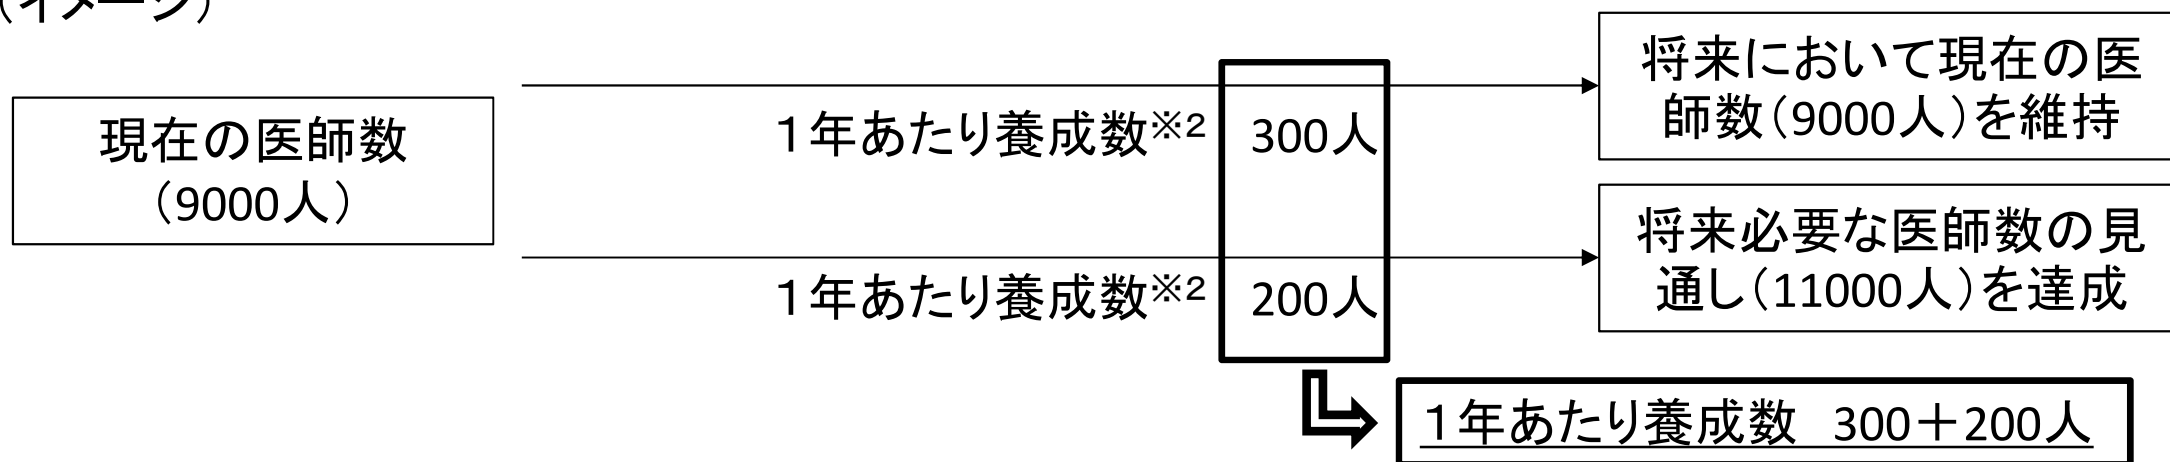 （イメージ）
現在の医師数
（9000人）
１年あたり養成数※2 300人
将来において現在の医
師数（9000人）を維持
１年あたり養成数※2 200人
将来必要な医師数の見
通し（11000人）を達成
１年あたり養成数 300＋200人